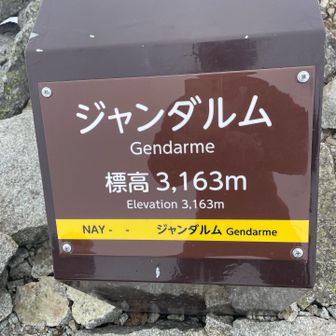 ジャンダルム
Gendarme
標高 3,163m
Elevation 3,163m
NAY - - ジャンダルム Gendarme